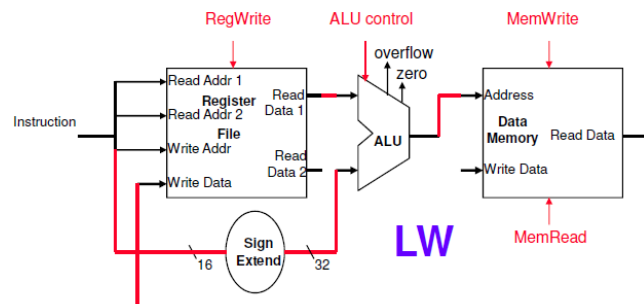 RegWrite
ALU control
MemWrite
overflow
zero
Instruction
Read Addr 1
Read Addr 2
Write Addr
Write Data
Register
File
Read
Data 1
Read
Data 2
ALU
Address
Data
Memory
Read Data
Write Data
Sign
Extend
16
32
LW
MemRead